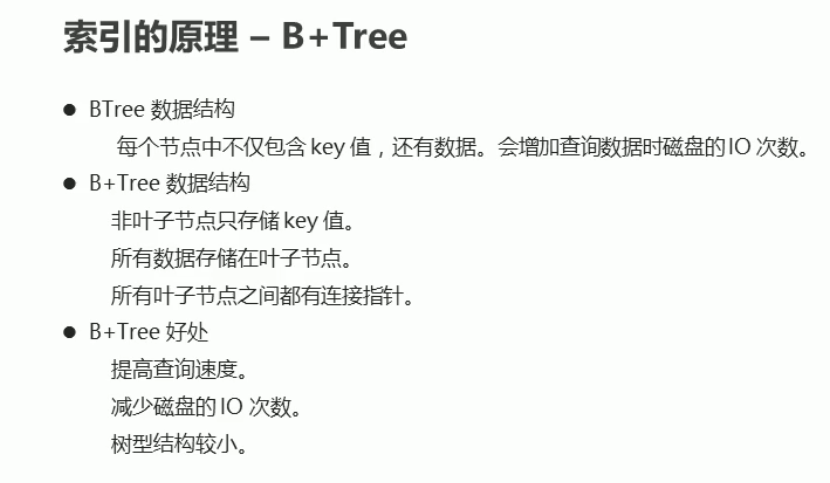 索引的原理 – B+Tree
● BTree 数据结构
每个节点中不仅包含 key 值，还有数据。会增加查询数据时磁盘的IO 次数。
● B+Tree 数据结构
非叶子节点只存储 key 值。
所有数据存储在叶子节点。
所有叶子节点之间都有连接指针。
● B+Tree 好处
提高查询速度。
减少磁盘的 IO 次数。
树型结构较小。